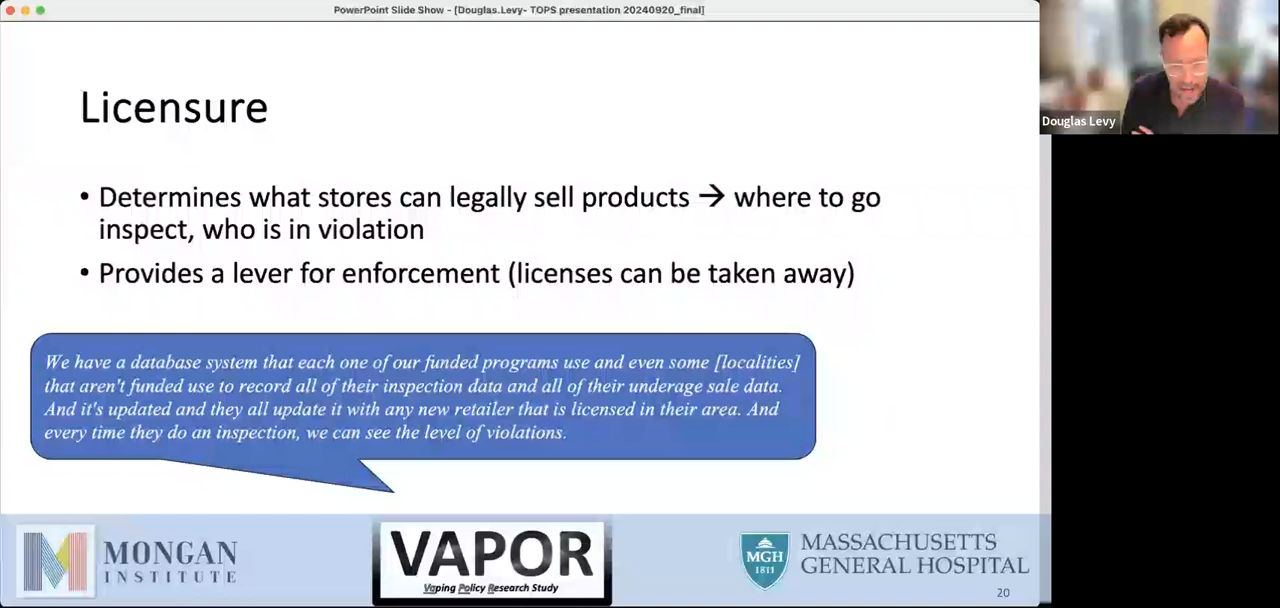 PowerPoint Slide Show - [Douglas.Levy- TOPS presentation 20240920_final]
Douglas Levy
Licensure
• Determines what stores can legally sell products → where to go
inspect, who is in violation
• Provides a lever for enforcement (licenses can be taken away)
We have a database system that each one of our funded programs use and even some [localities]
that aren't funded use to record all of their inspection data and all of their underage sale data.
And it's updated and they all update it with any new retailer that is licensed in their area. And
every time they do an inspection, we can see the level of violations.
MONGAN
INSTITUTE
VAPOR
Vaping Policy Research Study
MGH
1811
MASSACHUSETTS
GENERAL HOSPITAL
20